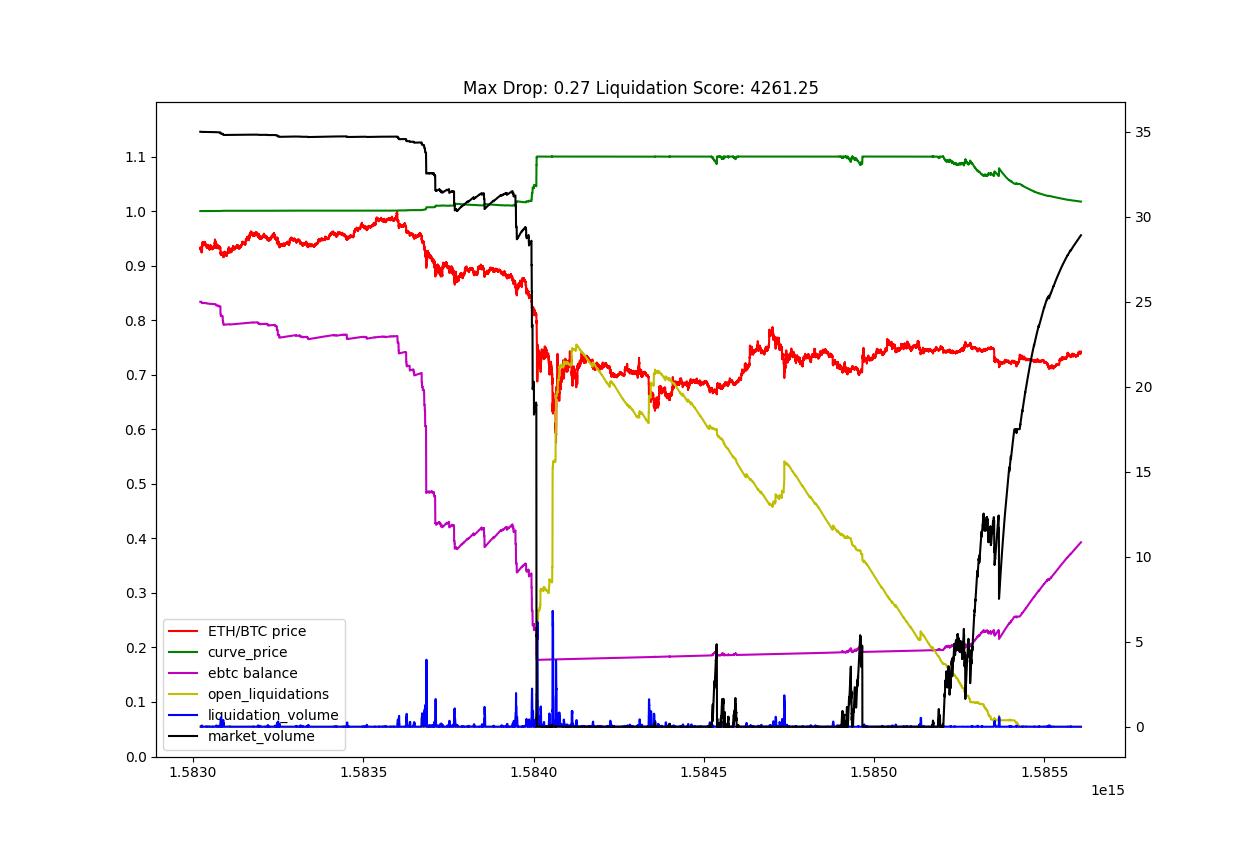 Max Drop: 0.27 Liquidation Score: 4261.25
1.1
1.0
0.9
0.8
0.7
0.6
0.5
0.4
0.3
0.2
0.1
0.0
35
30
25
20
15
10
5
0
ETH/BTC price
curve_price
ebtc balance
open_liquidations
liquidation_volume
market_volume
1.5830 1.5835 1.5840 1.5845 1.5850 1.5855
1e15